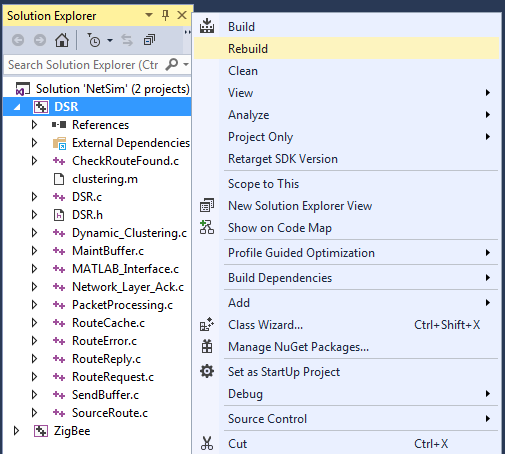 Solution Explorer
Search Solution Explorer (Ctr
Solution 'NetSim' (2 projects)
DSR
References
External Dependencies
CheckRouteFound.c
clustering.m
DSR.c
DSR.h
Dynamic_Clustering.c
MaintBuffer.c
MATLAB_Interface.c
Network_Layer_Ack.c
PacketProcessing.c
RouteCache.c
RouteError.c
RouteReply.c
RouteRequest.c
SendBuffer.c
SourceRoute.c
ZigBee
Build
Rebuild
Clean
View
Analyze
Project Only
Retarget SDK Version
Scope to This
New Solution Explorer View
Show on Code Map
Profile Guided Optimization
Build Dependencies
Add
Class Wizard... Ctrl+Shift+X
Manage NuGet Packages...
Set as StartUp Project
Debug
Source Control
Cut Ctrl+X